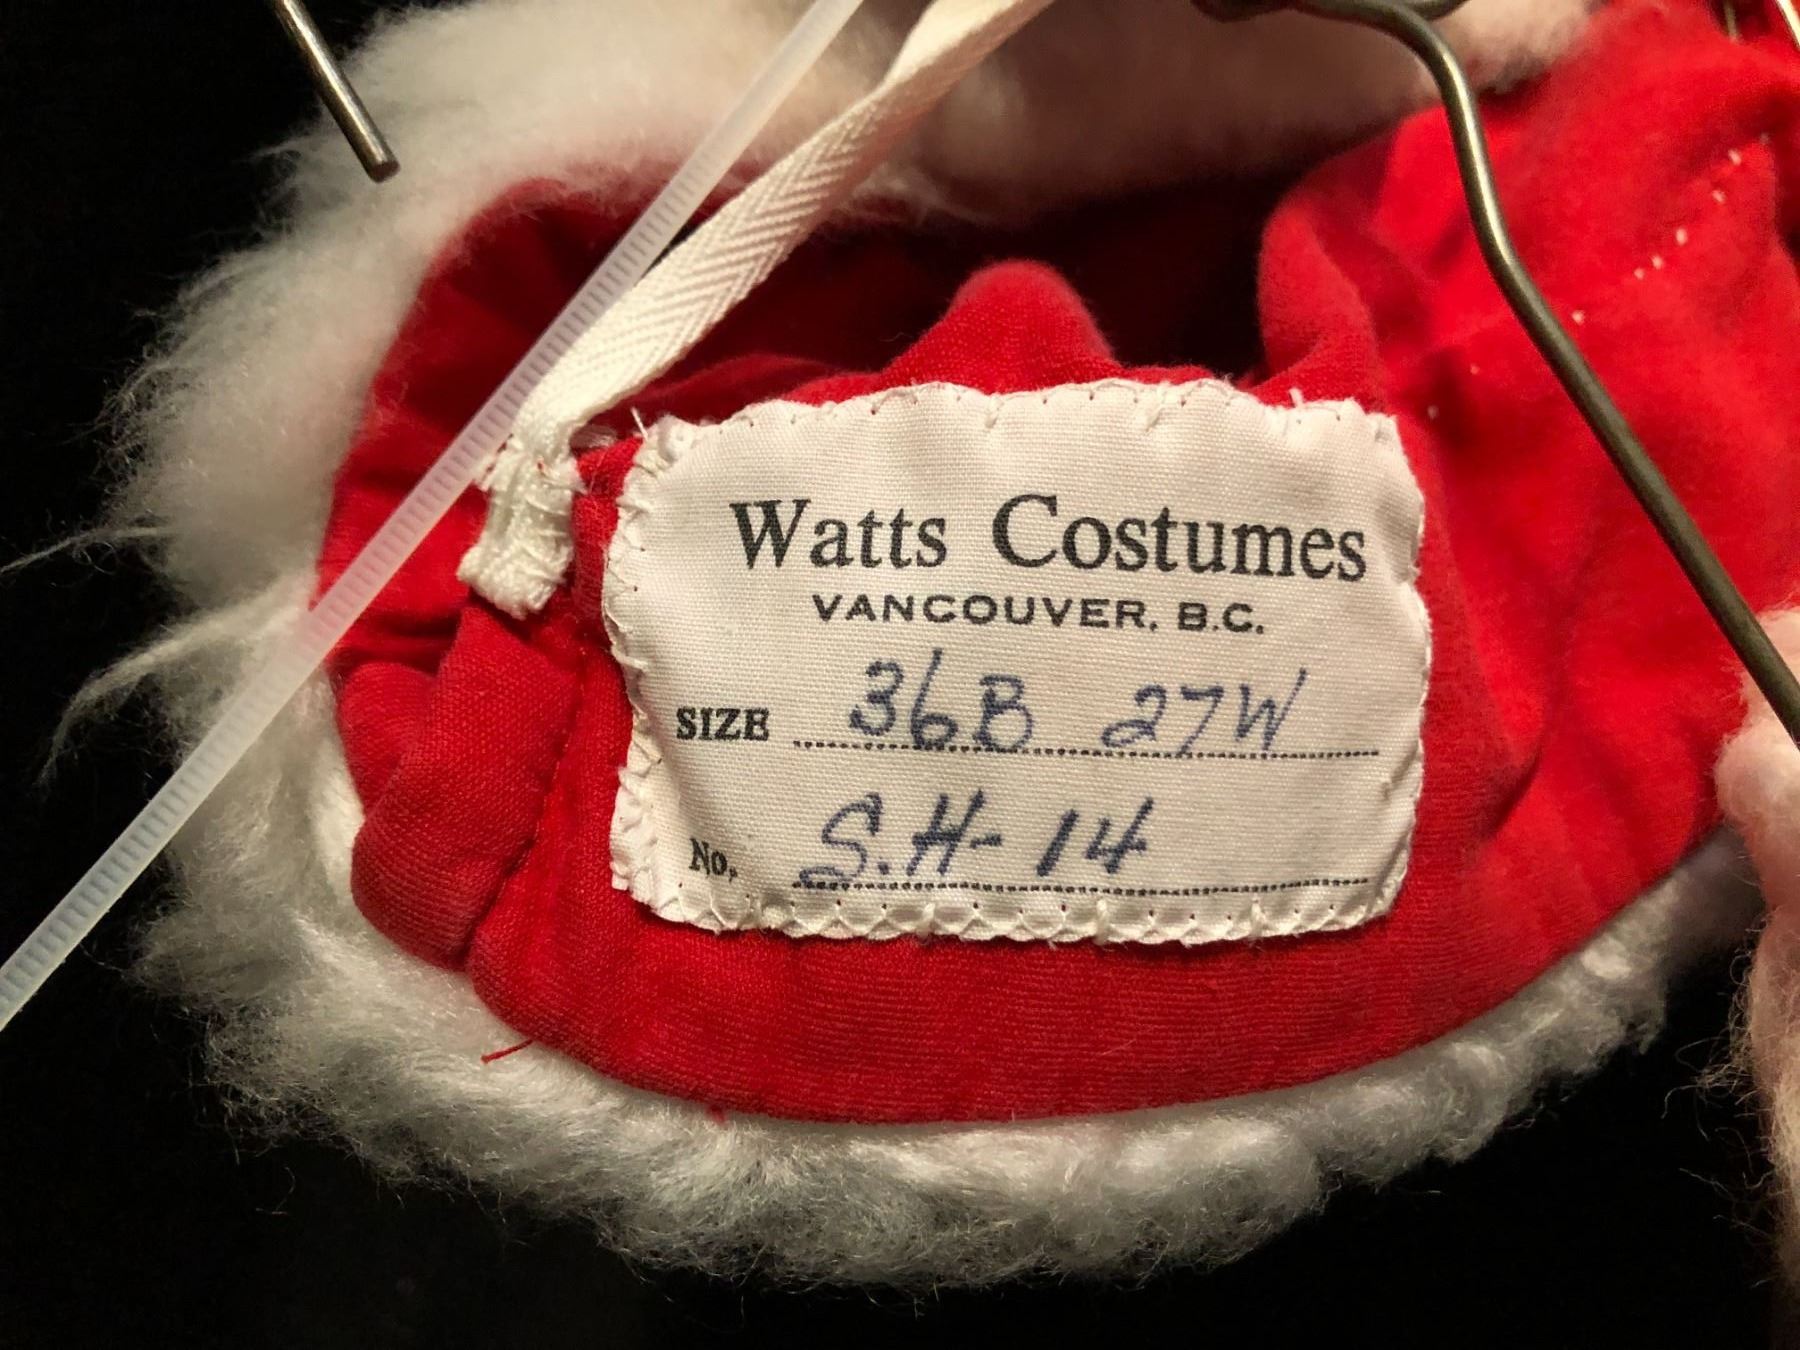 Watts Costumes
VANCOUVER, B.C.
SIZE 36B 27W
No. S.H-14